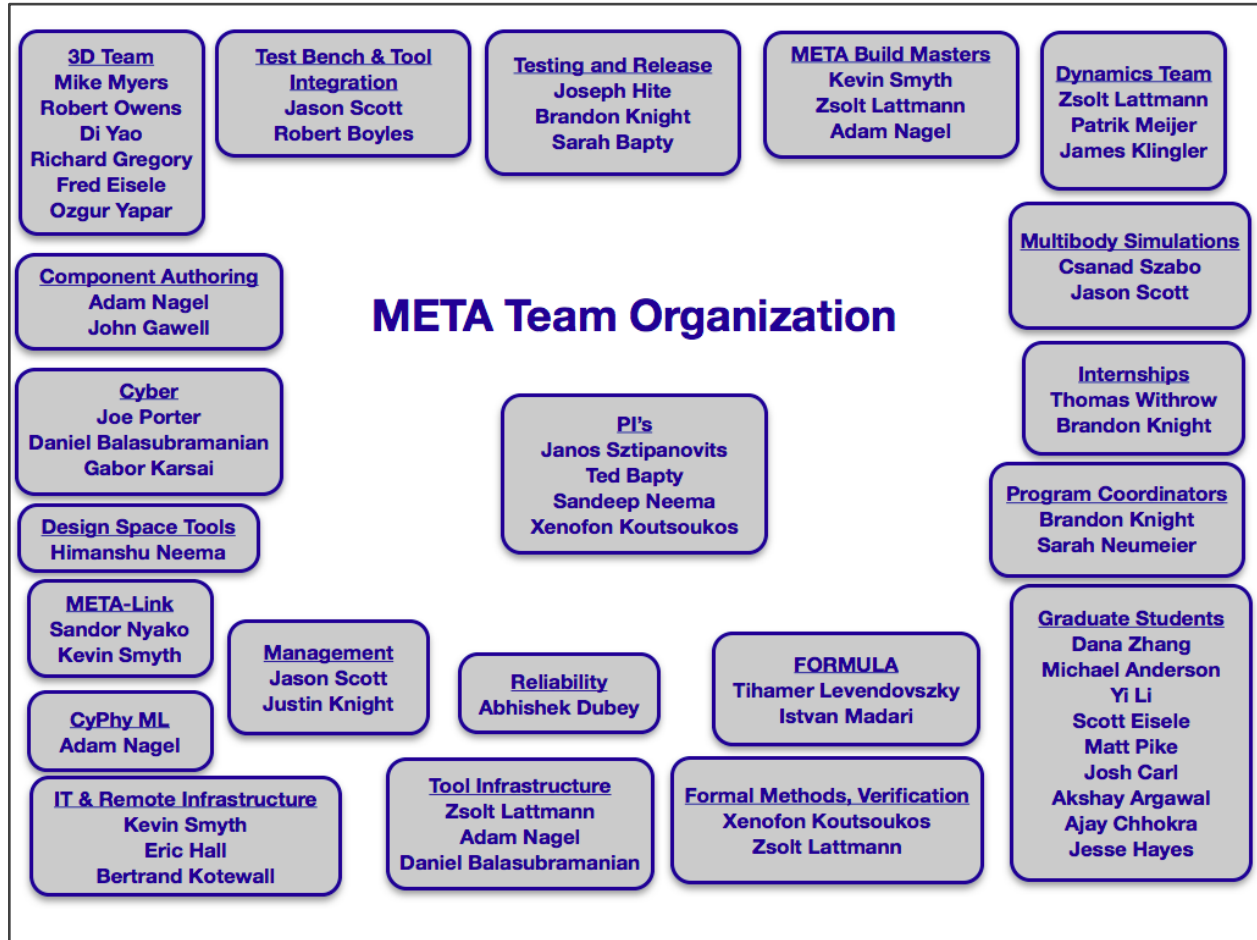 3D Team
Mike Myers
Robert Owens
Di Yao
Richard Gregory
Fred Eisele
Ozgur Yapar
Test Bench & Tool
Integration
Jason Scott
Robert Boyles
Testing and Release
Joseph Hite
Brandon Knight
Sarah Bapty
META Build Masters
Kevin Smyth
Zsolt Lattmann
Adam Nagel
Dynamics Team
Zsolt Lattmann
Patrik Meijer
James Klingler
Component Authoring
Adam Nagel
John Gawell
META Team Organization
Multibody Simulations
Csanad Szabo
Jason Scott
Cyber
Joe Porter
Daniel Balasubramanian
Gabor Karsai
PI's
Janos Sztipanovits
Ted Bapty
Sandeep Neema
Xenofon Koutsoukos
Internships
Thomas Withrow
Brandon Knight
Design Space Tools
Himanshu Neema
Program Coordinators
Brandon Knight
Sarah Neumeier
META-Link
Sandor Nyako
Kevin Smyth
Management
Jason Scott
Justin Knight
Reliability
Abhishek Dubey
FORMULA
Tihamer Levendovszky
Istvan Madari
Graduate Students
Dana Zhang
Michael Anderson
Yi Li
Scott Eisele
Matt Pike
Josh Carl
Akshay Argawal
Ajay Chhokra
Jesse Hayes
CyPhy ML
Adam Nagel
IT & Remote Infrastructure
Kevin Smyth
Eric Hall
Bertrand Kotewall
Tool Infrastructure
Zsolt Lattmann
Adam Nagel
Daniel Balasubramanian
Formal Methods, Verification
Xenofon Koutsoukos
Zsolt Lattmann